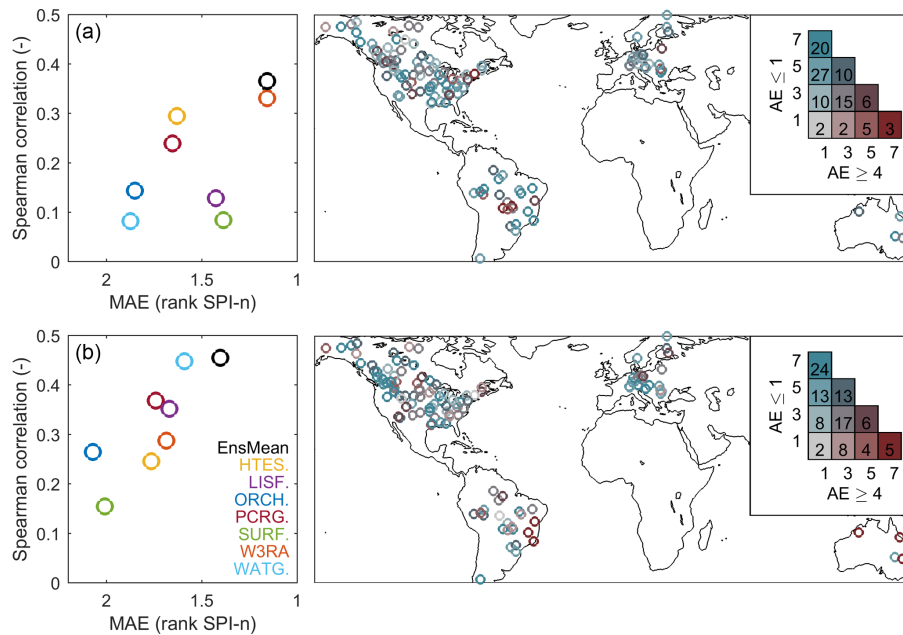 (a)
0.5
0.4
0.3
0.2
0.1
0
Spearman correlation (-)
2 1.5 1
MAE (rank SPI-n)
AE ≤ 1
7 20
5 27 10
3 10 15 6
1 2 2 5 3
1 3 5 7
AE ≥ 4
(b)
0.5
0.4
0.3
0.2
0.1
0
Spearman correlation (-)
EnsMean
HTES.
LISF.
ORCH.
PCRG.
SURF.
W3RA
WATG.
2 1.5 1
MAE (rank SPI-n)
AE ≤ 1
7 24
5 13 13
3 8 17 6
1 2 8 4 5
1 3 5 7
AE ≥ 4